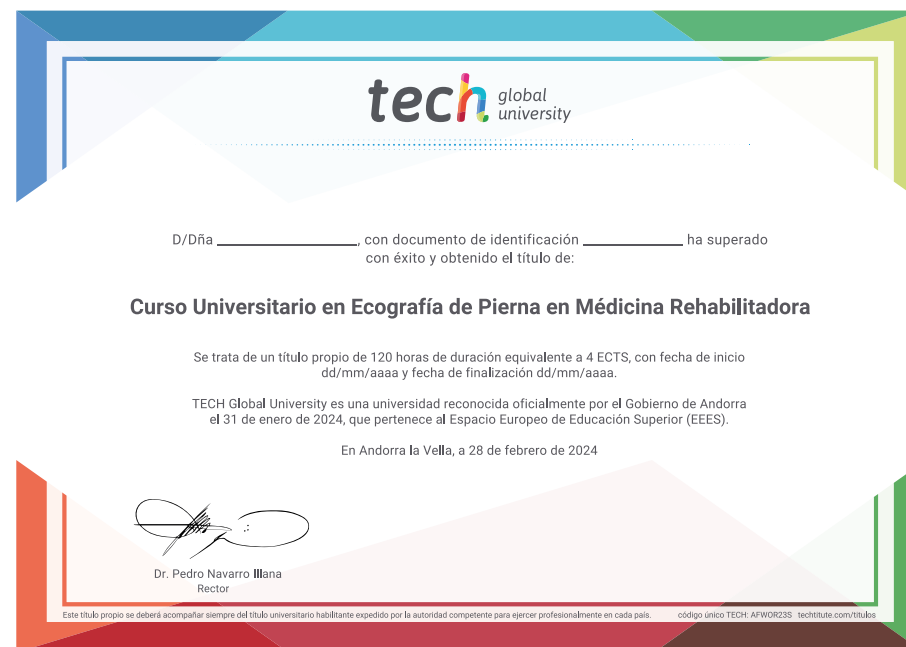 tech global university
D/Dña ____________, con documento de identificación ____________ ha superado
con éxito y obtenido el título de:
Curso Universitario en Ecografía de Pierna en Médicina Rehabilitadora
Se trata de un título propio de 120 horas de duración equivalente a 4 ECTS, con fecha de inicio
dd/mm/aaaa y fecha de finalización dd/mm/aaaa.
TECH Global University es una universidad reconocida oficialmente por el Gobierno de Andorra
el 31 de enero de 2024, que pertenece al Espacio Europeo de Educación Superior (EEES).
En Andorra la Vella, a 28 de febrero de 2024
Dr. Pedro Navarro Illana
Rector
Este título propio se deberá acompañar siempre del título universitario habilitante expedido por la autoridad competente para ejercer profesionalmente en cada país. código único TECH: AFWOR23S techtitute.com/titulos